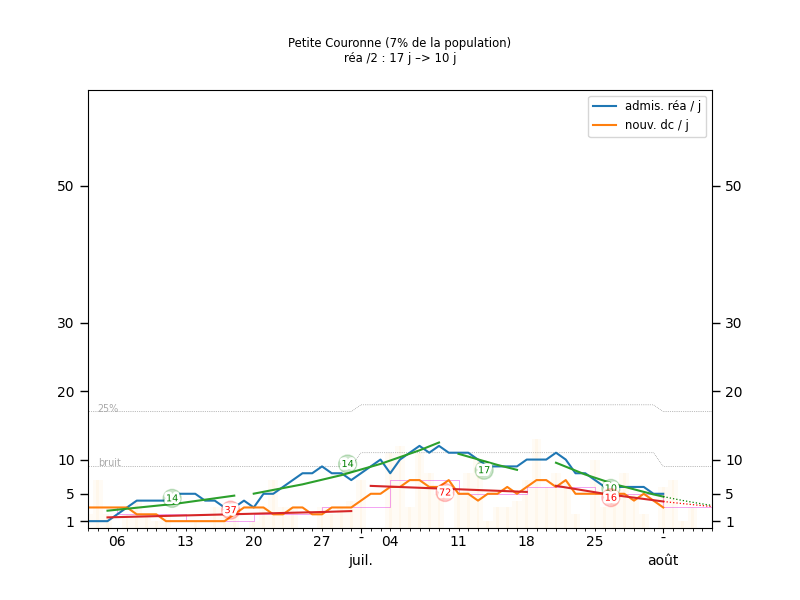 Petite Couronne (7% de la population)
réa /2 : 17 j –> 10 j
admis. réa / j
nouv. dc / j
50 50
30 30
20 20
25%
10 bruit 10
14 14 17 10
5 37 72 16 5
1 1
06 13 20 27 - 04 11 18 25 -
juil. août